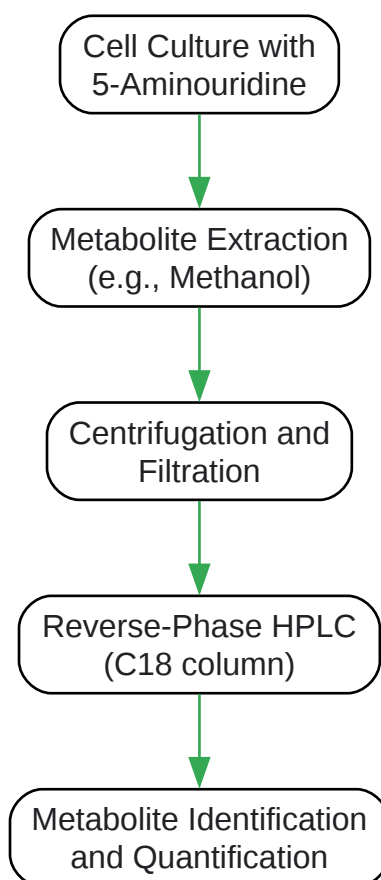 Cell Culture with
5-Aminouridine
Metabolite Extraction
(e.g., Methanol)
Centrifugation and
Filtration
Reverse-Phase HPLC
(C18 column)
Metabolite Identification
and Quantification